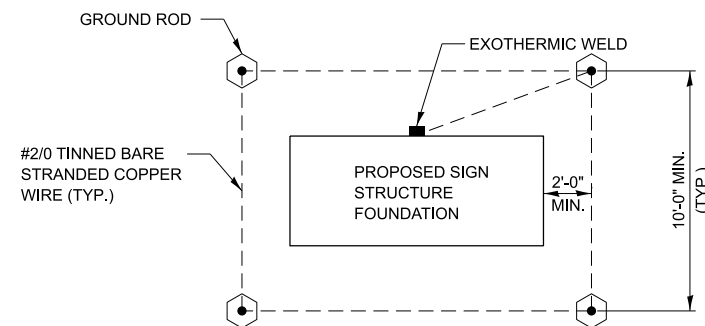 GROUND ROD
EXOTHERMIC WELD
#2/0 TINNED BARE
STRANDED COPPER
WIRE (TYP.)
PROPOSED SIGN
STRUCTURE
FOUNDATION
2'-0"
MIN.
10'-0" MIN.
(TYP.)